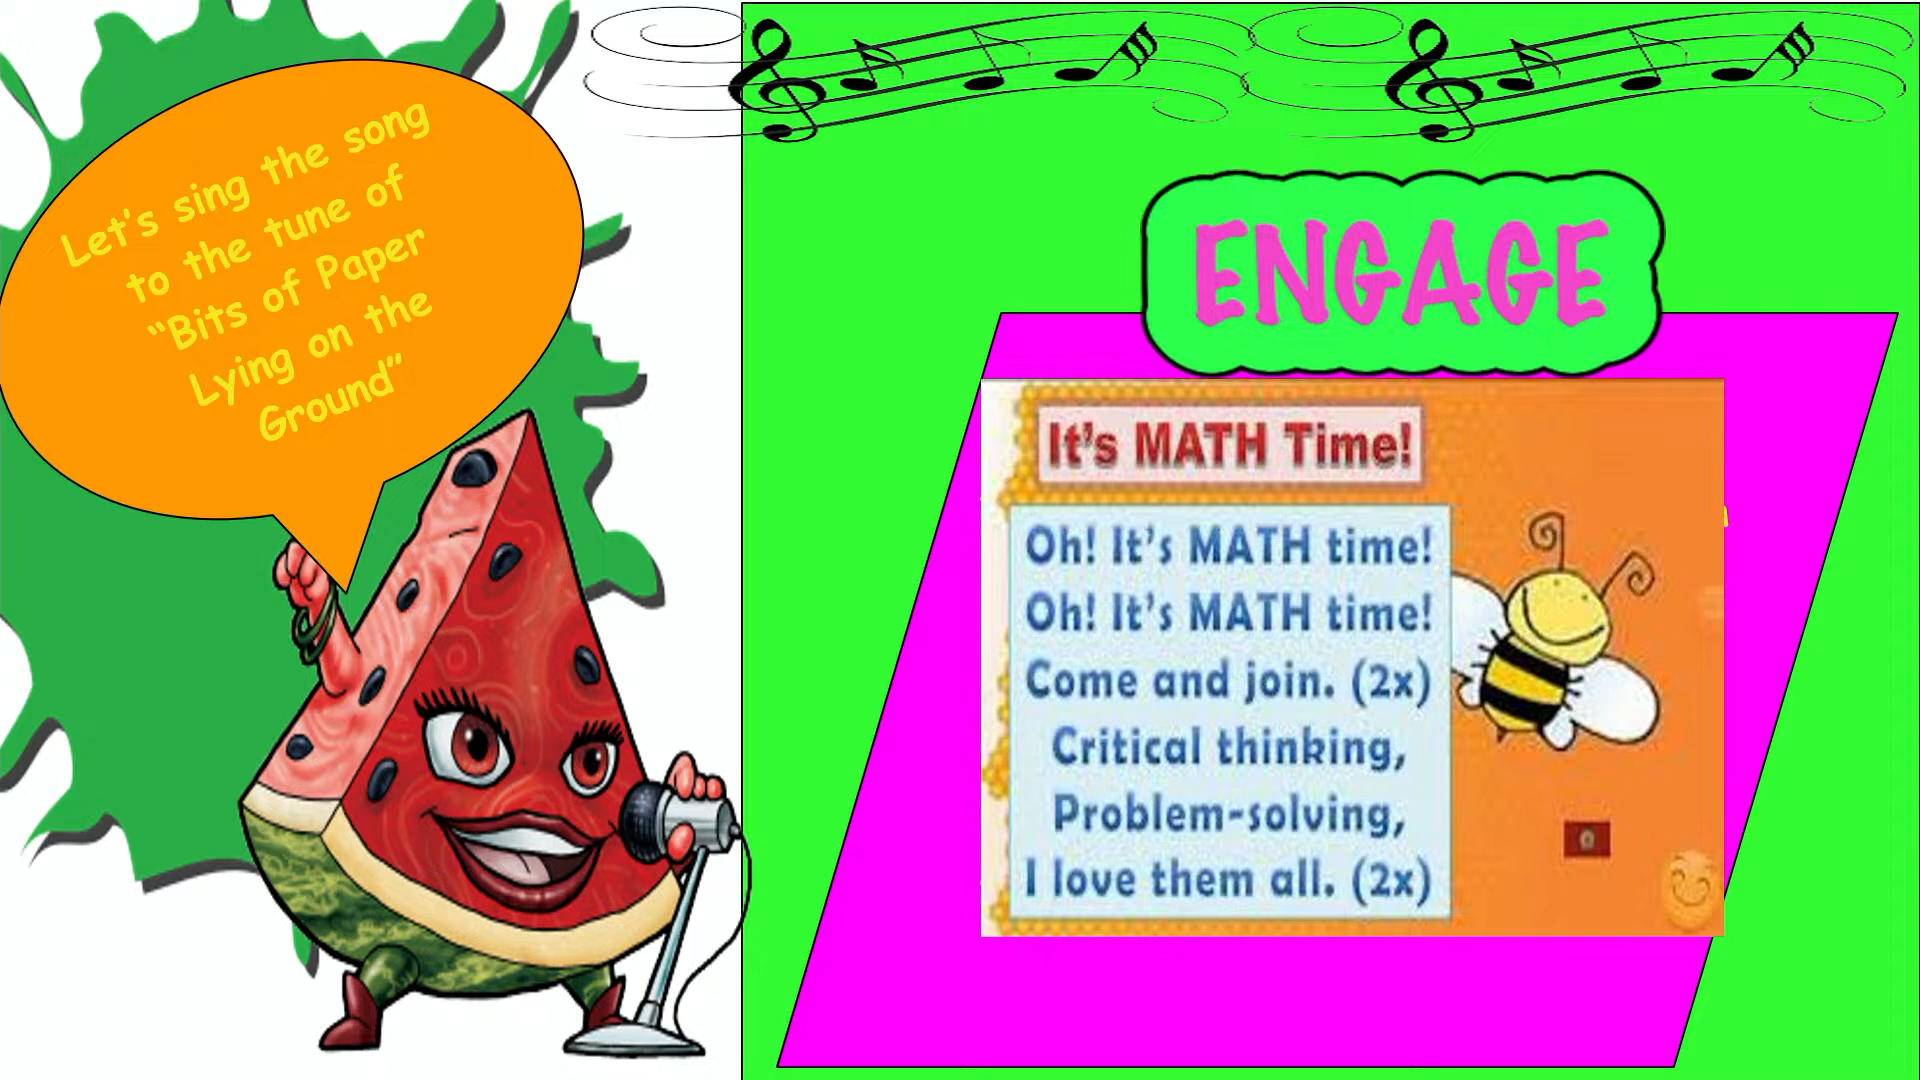 Let's sing the song
to the tune of
"Bits of Paper
Lying on the
Ground"
ENGAGE
It's MATH Time!
Oh! It's MATH time!
Oh! It's MATH time!
Come and join. (2x)
Critical thinking,
Problem-solving,
I love them all. (2x)